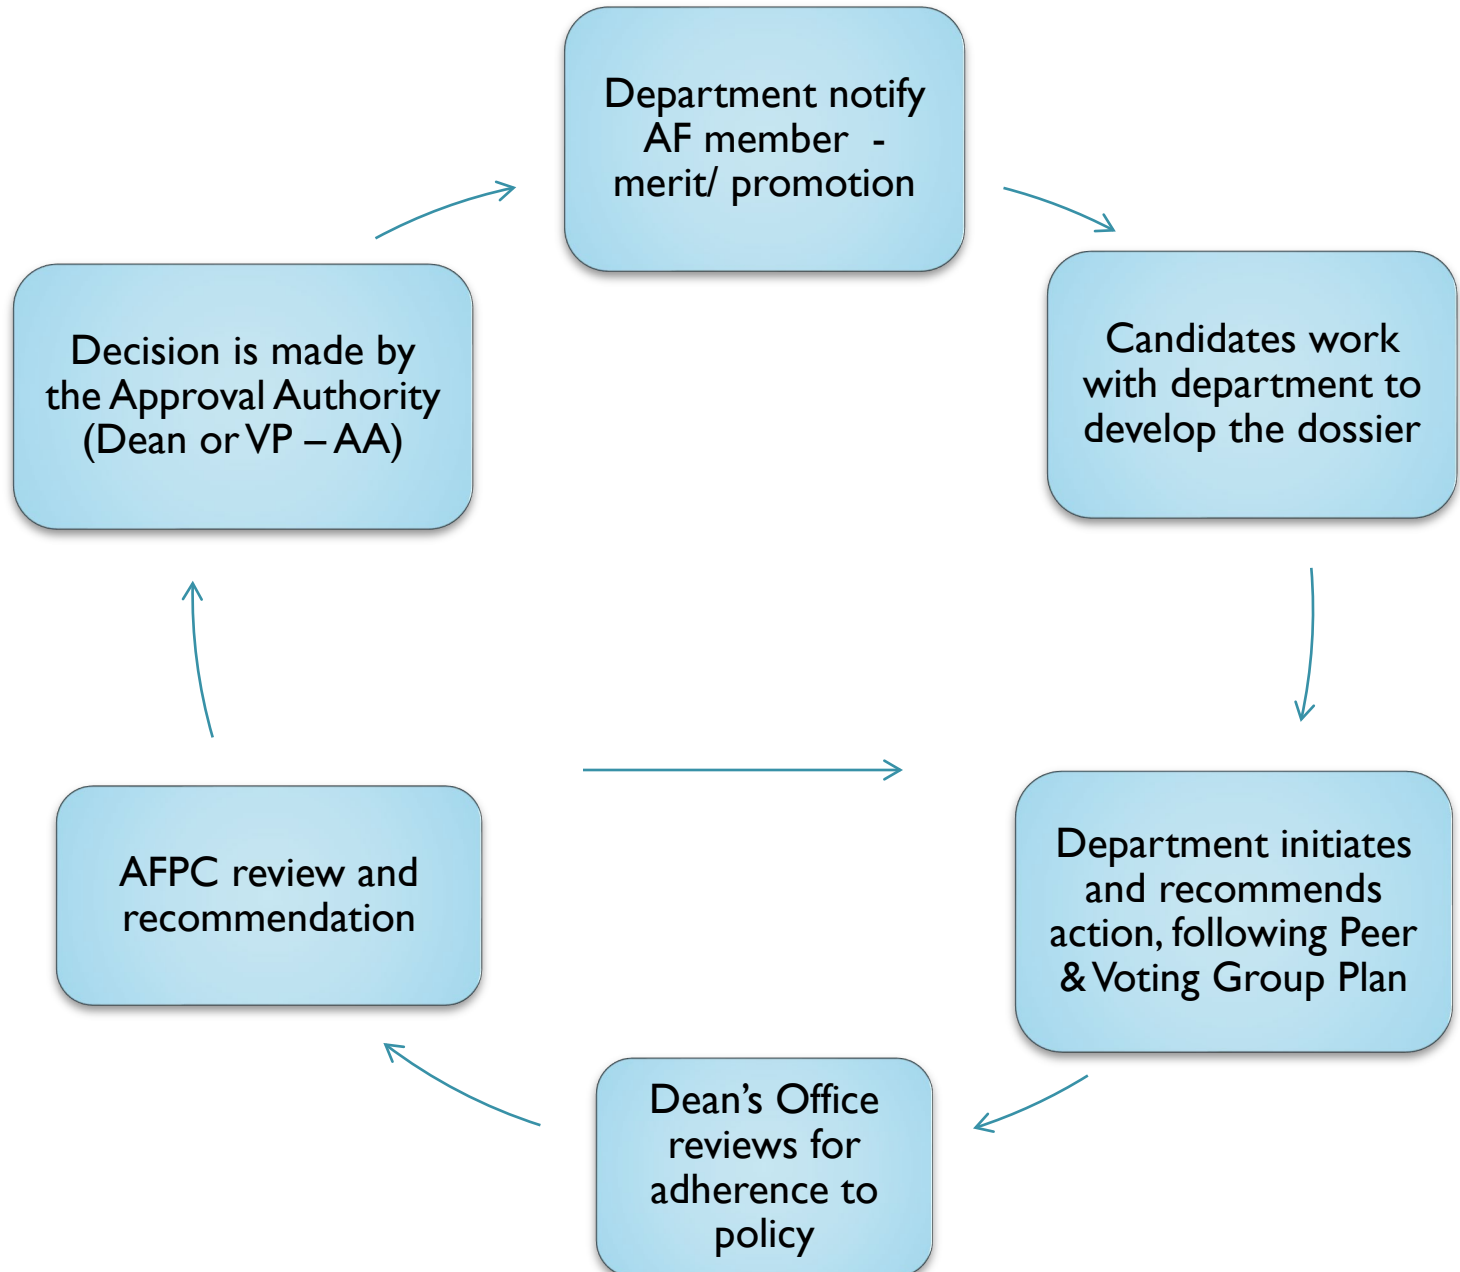 Department notify
AF member -
merit/ promotion
Candidates work
with department to
develop the dossier
Department initiates
and recommends
action, following Peer
& Voting Group Plan
Dean’s Office
reviews for
adherence to
policy
AFPC review and
recommendation
Decision is made by
the Approval Authority
(Dean or VP – AA)